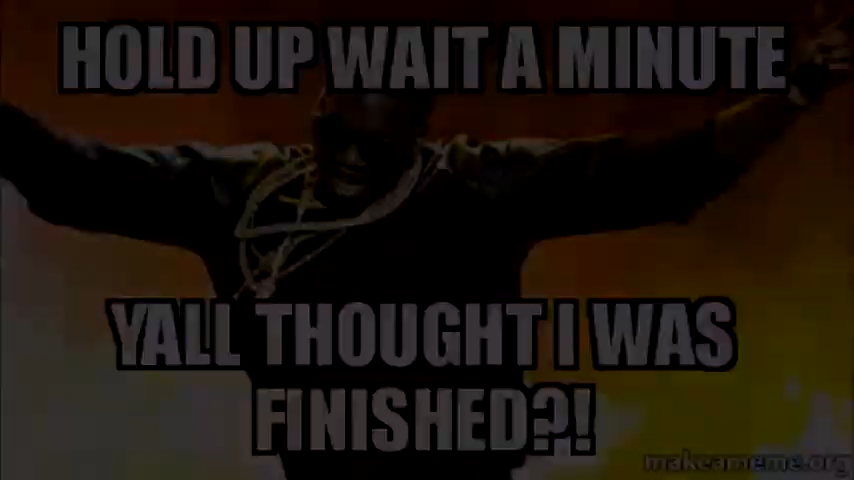 HOLD UP WAIT A MINUTE
YALL THOUGHT I WAS
FINISHED?!
makeameme.org